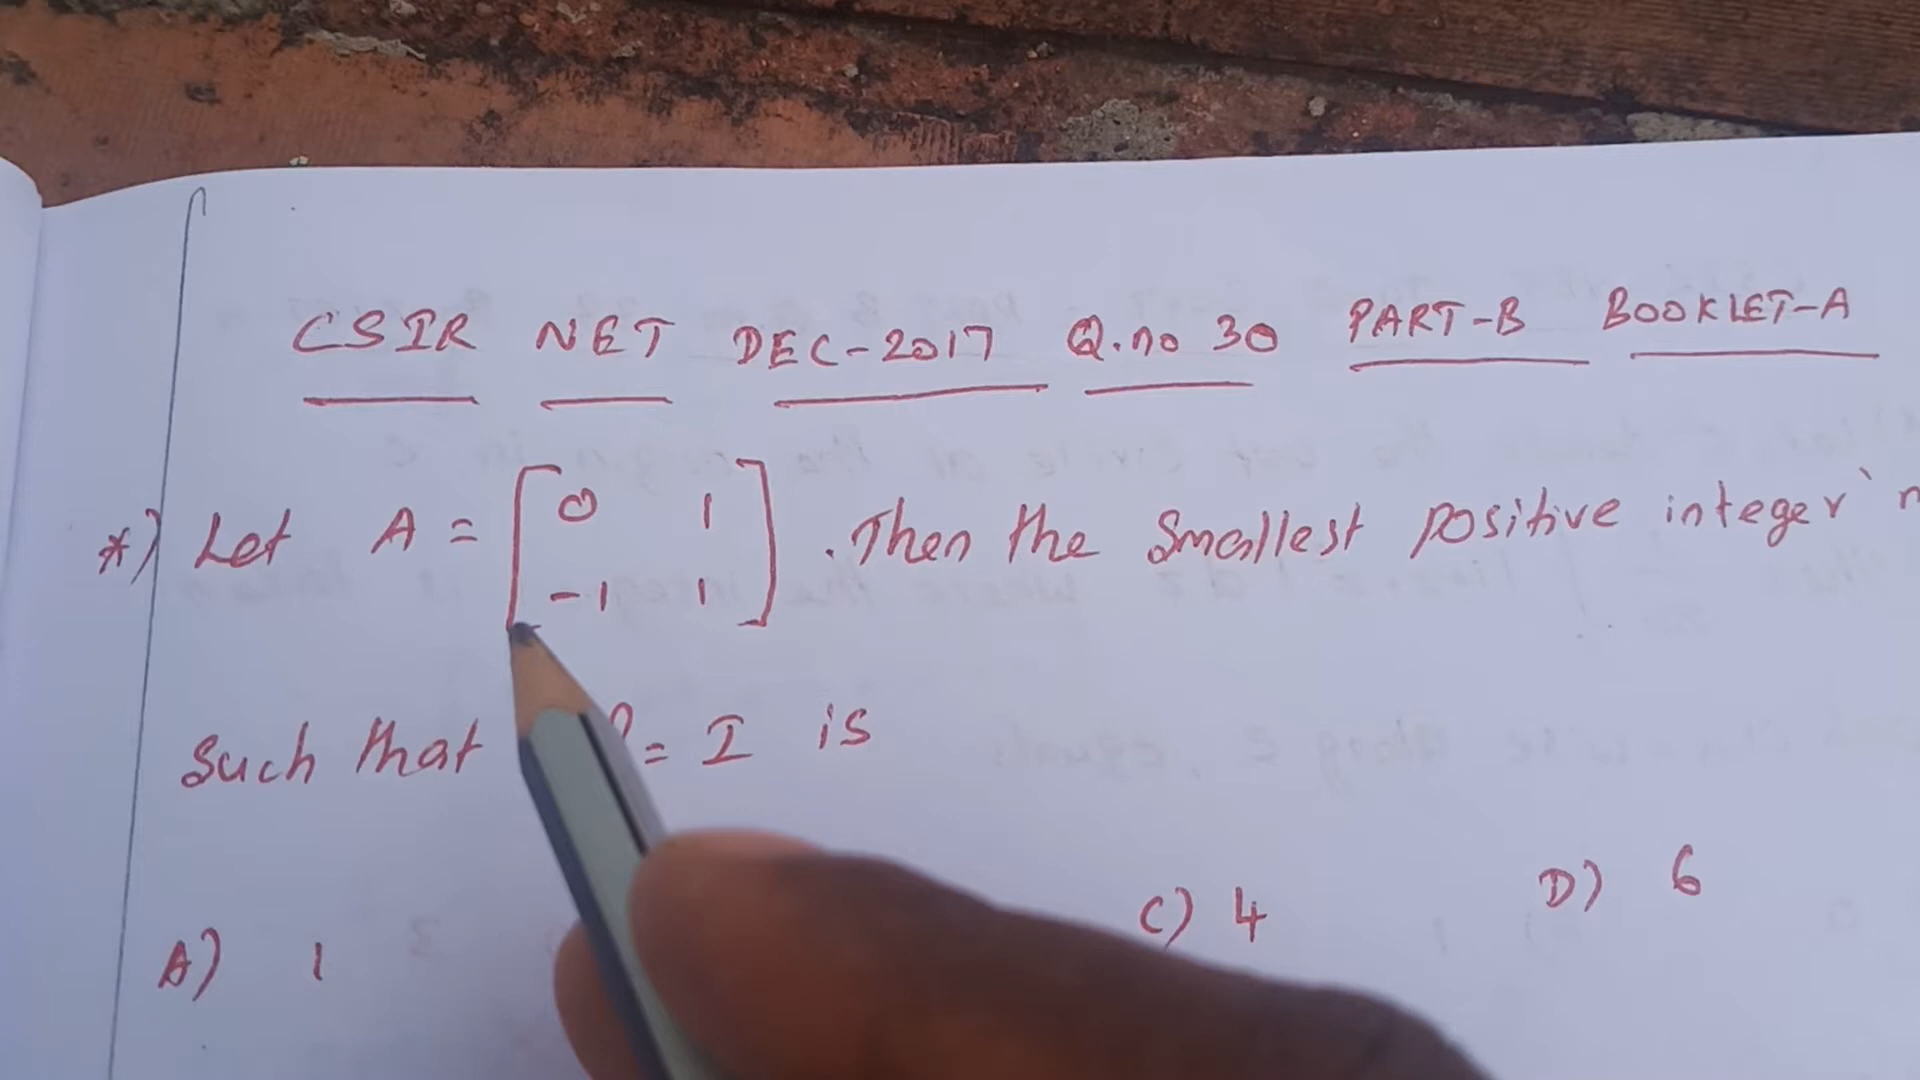 CSIR NET DEC-2017 Q.no 30 PART-B BOOKLET-A
*) Let A = [0 1
-1 1]. Then the smallest positive integer n
Such that = I is
A) 1 C) 4 D) 6